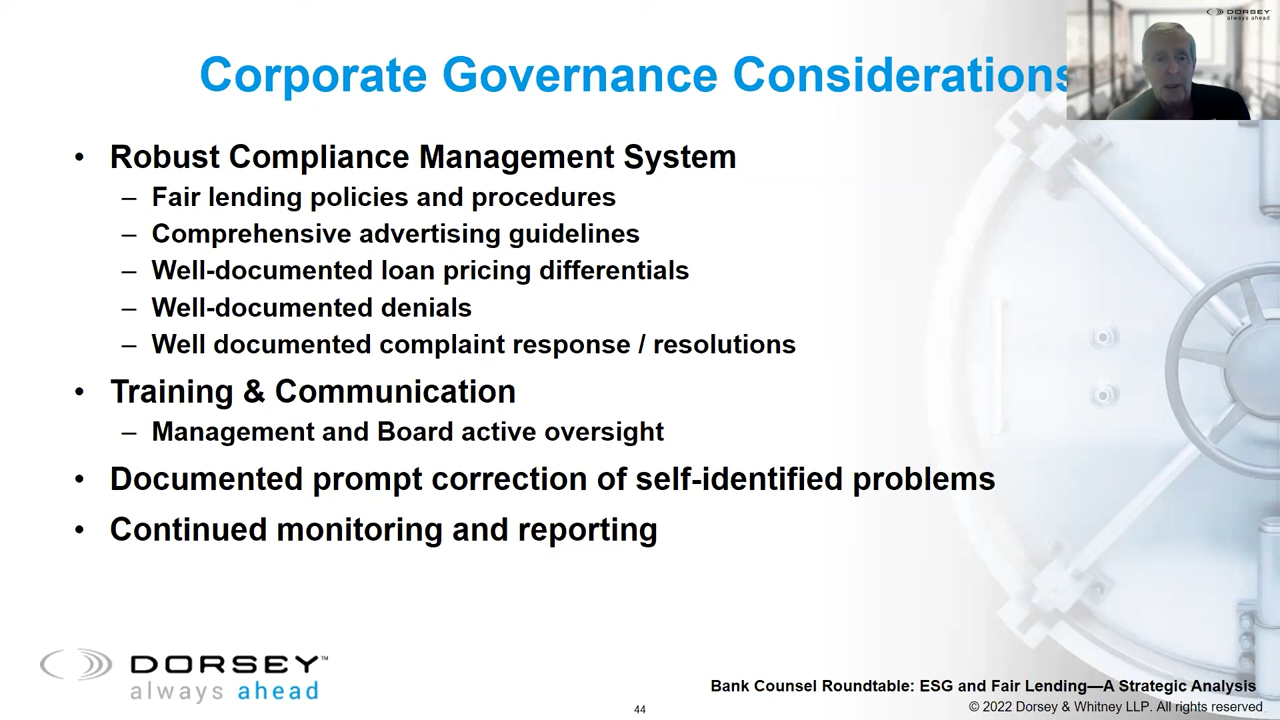 DORSEY
always ahead
Corporate Governance Considerations
• Robust Compliance Management System
– Fair lending policies and procedures
– Comprehensive advertising guidelines
– Well-documented loan pricing differentials
– Well-documented denials
– Well documented complaint response / resolutions
• Training & Communication
– Management and Board active oversight
• Documented prompt correction of self-identified problems
• Continued monitoring and reporting
DORSEY™
always ahead
Bank Counsel Roundtable: ESG and Fair Lending—A Strategic Analysis
44
© 2022 Dorsey & Whitney LLP. All rights reserved.